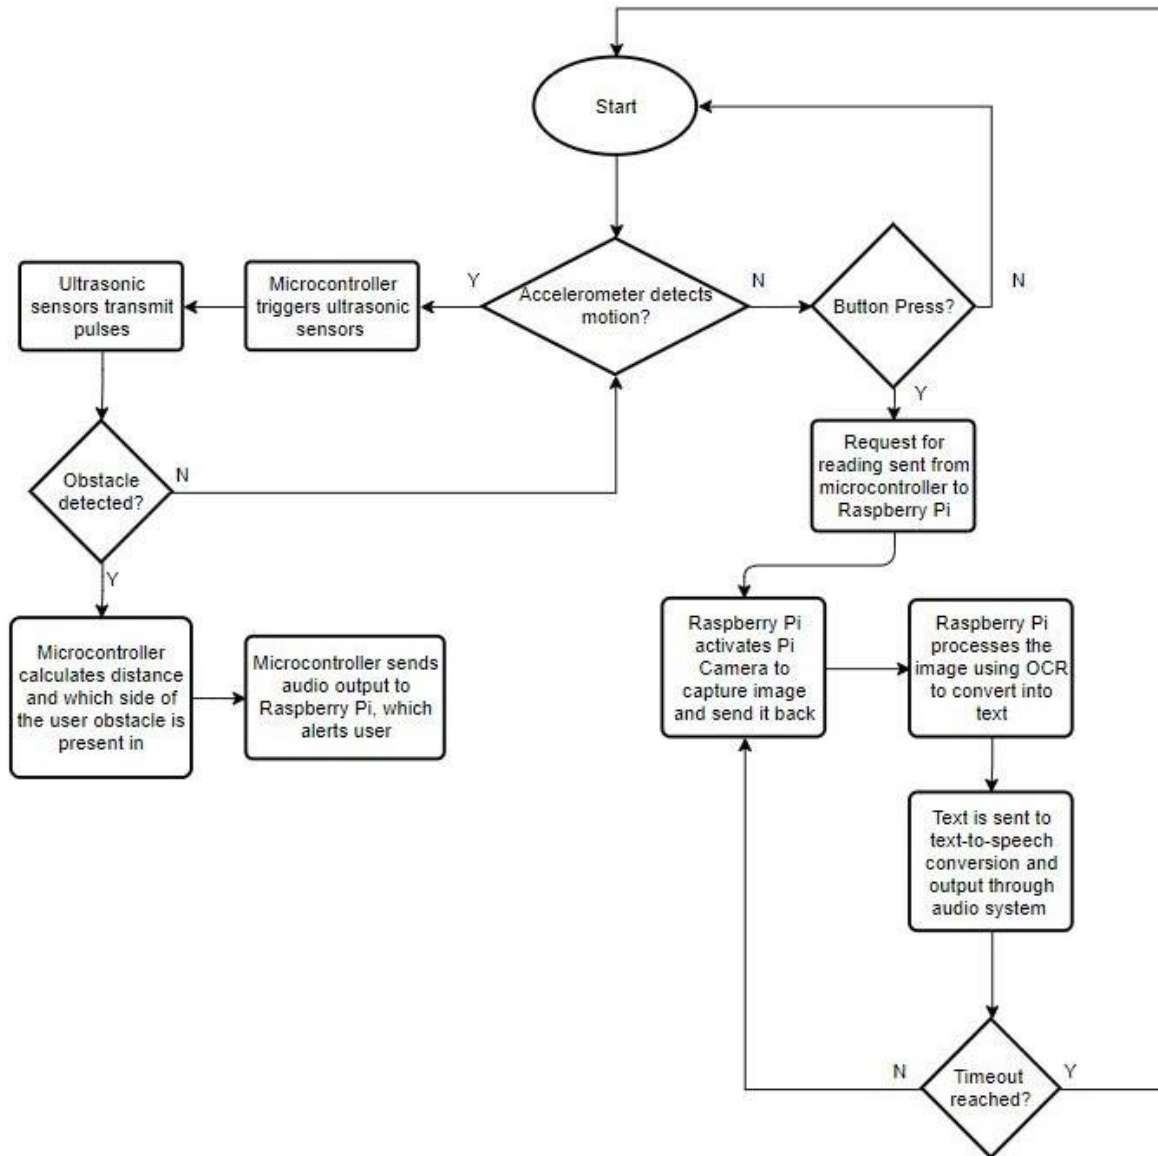 Start
Accelerometer detects
motion?
Y
N
Button Press?
N
Y
Microcontroller
triggers ultrasonic
sensors
Ultrasonic
sensors transmit
pulses
Obstacle
detected?
N
Y
Microcontroller
calculates distance
and which side of
the user obstacle is
present in
Microcontroller sends
audio output to
Raspberry Pi, which
alerts user
Request for
reading sent from
microcontroller to
Raspberry Pi
Raspberry Pi
activates Pi
Camera to
capture image
and send it back
Raspberry Pi
processes the
image using OCR
to convert into
text
Text is sent to
text-to-speech
conversion and
output through
audio system
Timeout
reached?
N
Y